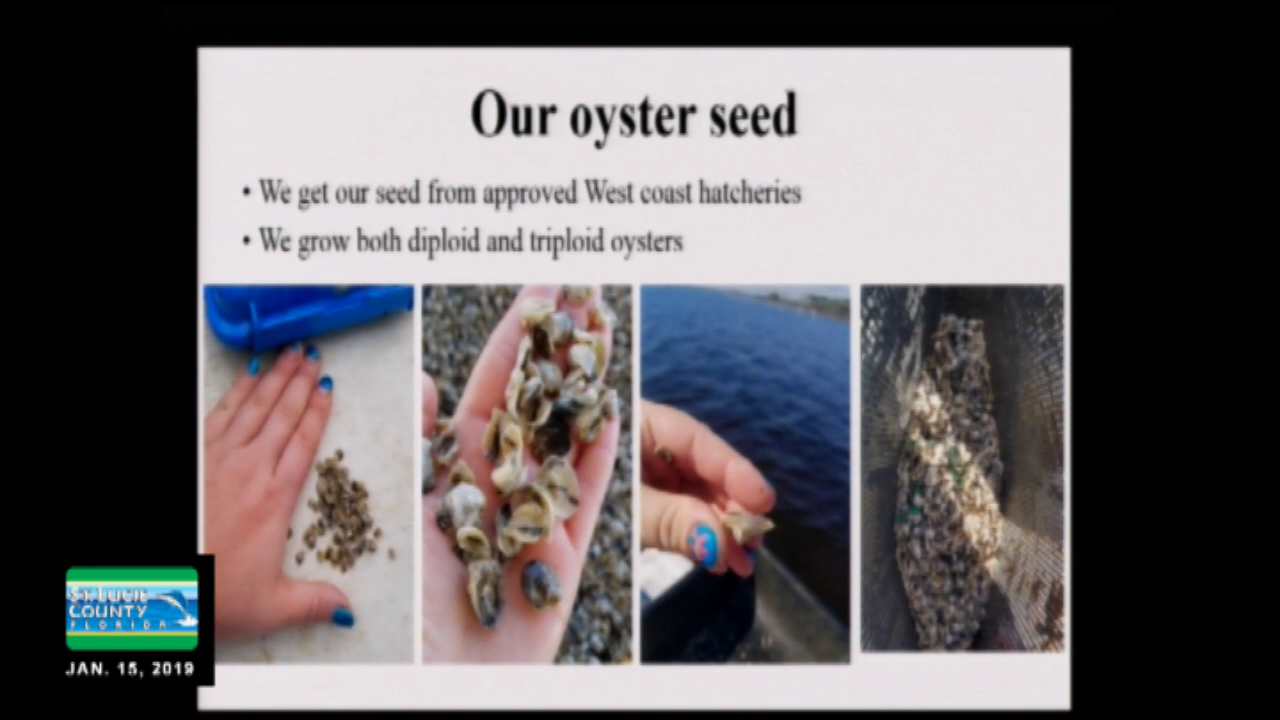 Our oyster seed
• We get our seed from approved West coast hatcheries
• We grow both diploid and triploid oysters
ST. LUCIE
COUNTY
FLORIDA
JAN. 15, 2019